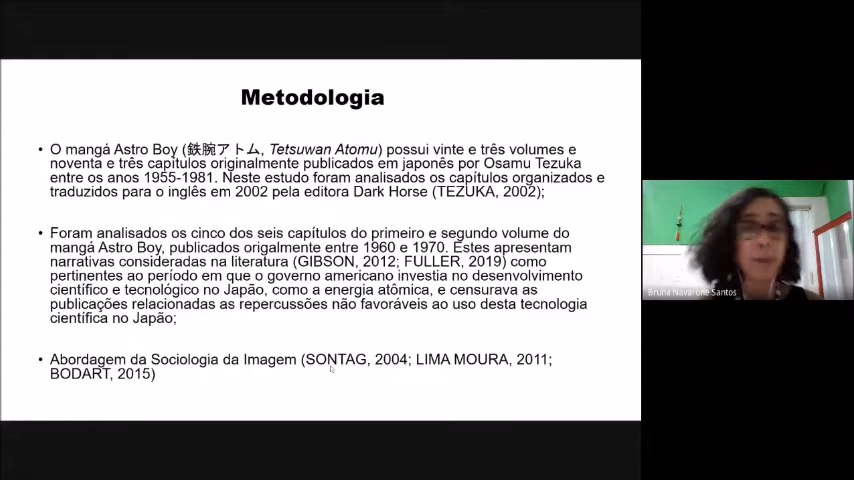 Metodologia
• O mangá Astro Boy (鉄腕アトム, Tetsuwan Atomu) possui vinte e três volumes e
noventa e três capítulos originalmente publicados em japonês por Osamu Tezuka
entre os anos 1955-1981. Neste estudo foram analisados os capítulos organizados e
traduzidos para o inglês em 2002 pela editora Dark Horse (TEZUKA, 2002);
• Foram analisados os cinco dos seis capítulos do primeiro e segundo volume do
mangá Astro Boy, publicados origalmente entre 1960 e 1970. Estes apresentam
narrativas consideradas na literatura (GIBSON, 2012; FULLER, 2019) como
pertinentes ao período em que o governo americano investia no desenvolvimento
científico e tecnológico no Japão, como a energia atômica, e censurava as
publicações relacionadas as repercussões não favoráveis ao uso desta tecnologia
científica no Japão;
• Abordagem da Sociologia da Imagem (SONTAG, 2004; LIMA MOURA, 2011;
BODART, 2015)
Bruna Navarone Santos